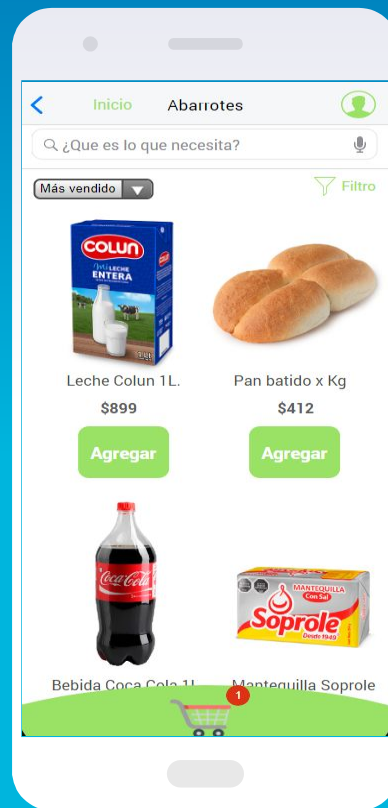 Inicio Abarrotes
¿Que es lo que necesita?
Más vendido
Filtro
COLUN
LECHE
ENTERA
Leche Colun 1L.
Pan batido x Kg
$899
$412
Agregar
Agregar
Coca-Cola
MANTEQUILLA
Con Sal
Soprole
Desde 1949
Bebida Coca Cola 1L
Mantequilla Soprole
1